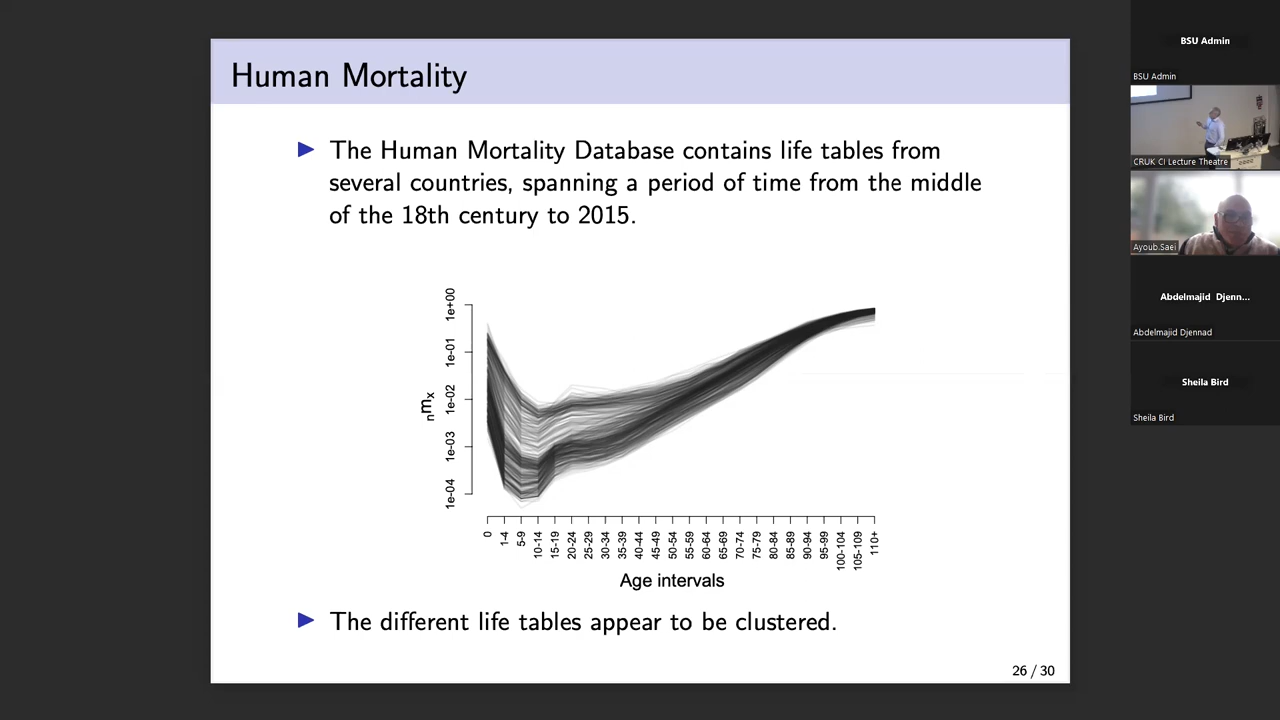 Human Mortality
The Human Mortality Database contains life tables from
several countries, spanning a period of time from the middle
of the 18th century to 2015.
nmx
1e+00
1e-01
1e-02
1e-03
1e-04
0
1-4
5-9
10-14
15-19
20-24
25-29
30-34
35-39
40-44
45-49
50-54
55-59
60-64
65-69
70-74
75-79
80-84
85-89
90-94
95-99
100-104
105-109
110+
Age intervals
The different life tables appear to be clustered.
26 / 30
BSU Admin
BSU Admin
CRUK CI Lecture Theatre
Ayoub.Saei
Abdelmajid Djenn...
Abdelmajid Djennad
Sheila Bird
Sheila Bird